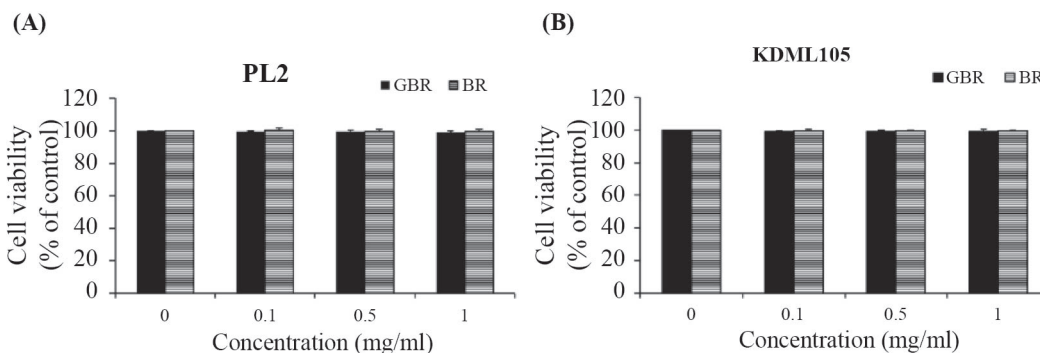 (A)
PL2
GBR BR
Cell viability
(% of control)
120
100
80
60
40
20
0
0 0.1 0.5 1
Concentration (mg/ml)
(B)
KDML105
GBR BR
Cell viability
(% of control)
120
100
80
60
40
20
0
0 0.1 0.5 1
Concentration (mg/ml)